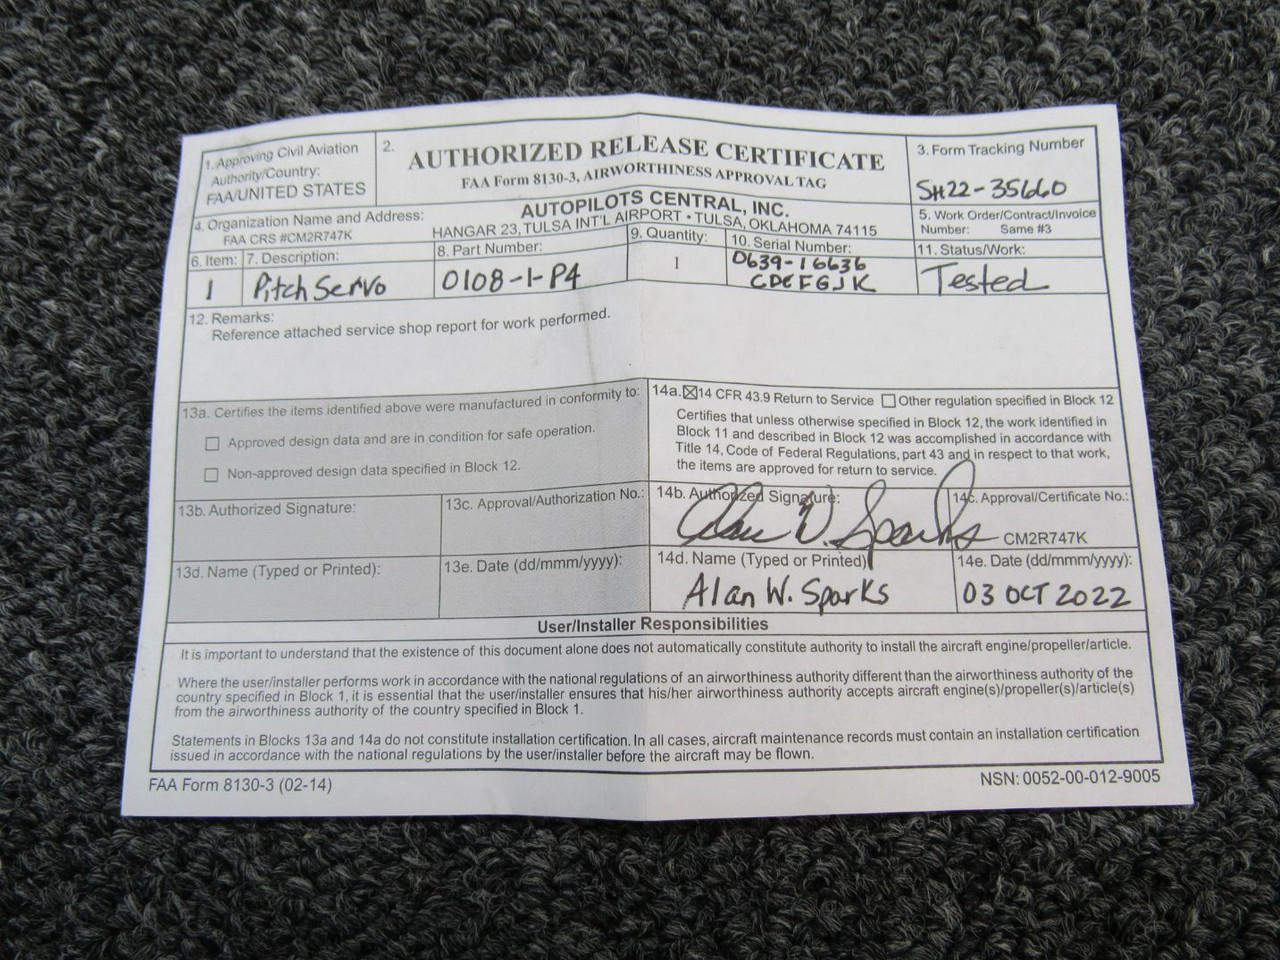 1. Approving Civil Aviation
Authority/Country:
FAA/UNITED STATES
2.
AUTHORIZED RELEASE CERTIFICATE
FAA Form 8130-3, AIRWORTHINESS APPROVAL TAG
3. Form Tracking Number
SH22-35660
4. Organization Name and Address:
FAA CRS #CM2R747K
AUTOPILOTS CENTRAL, INC.
HANGAR 23, TULSA INT'L AIRPORT • TULSA, OKLAHOMA 74115
5. Work Order/Contract/Invoice
Number: Same #3
6. Item:
1
7. Description:
Pitch Servo
8. Part Number:
0108-1-P4
9. Quantity:
1
10. Serial Number:
0639-16636
CDEFGJK
11. Status/Work:
Tested
12. Remarks:
Reference attached service shop report for work performed.
13a. Certifies the items identified above were manufactured in conformity to:
Approved design data and are in condition for safe operation.
Non-approved design data specified in Block 12.
14a. ☒ 14 CFR 43.9 Return to Service ☐ Other regulation specified in Block 12
Certifies that unless otherwise specified in Block 12, the work identified in
Block 11 and described in Block 12 was accomplished in accordance with
Title 14, Code of Federal Regulations, part 43 and in respect to that work,
the items are approved for return to service.
13b. Authorized Signature:
13c. Approval/Authorization No.:
14b. Authorized Signature:
Alan W. Sparks
14c. Approval/Certificate No.:
CM2R747K
13d. Name (Typed or Printed):
13e. Date (dd/mmm/yyyy):
14d. Name (Typed or Printed)
Alan W. Sparks
14e. Date (dd/mmm/yyyy):
03 OCT 2022
User/Installer Responsibilities
It is important to understand that the existence of this document alone does not automatically constitute authority to install the aircraft engine/propeller/article.
Where the user/installer performs work in accordance with the national regulations of an airworthiness authority different than the airworthiness authority of the
country specified in Block 1, it is essential that the user/installer ensures that his/her airworthiness authority accepts aircraft engine(s)/propeller(s)/article(s)
from the airworthiness authority of the country specified in Block 1.
Statements in Blocks 13a and 14a do not constitute installation certification. In all cases, aircraft maintenance records must contain an installation certification
issued in accordance with the national regulations by the user/installer before the aircraft may be flown.
FAA Form 8130-3 (02-14)
NSN: 0052-00-012-9005